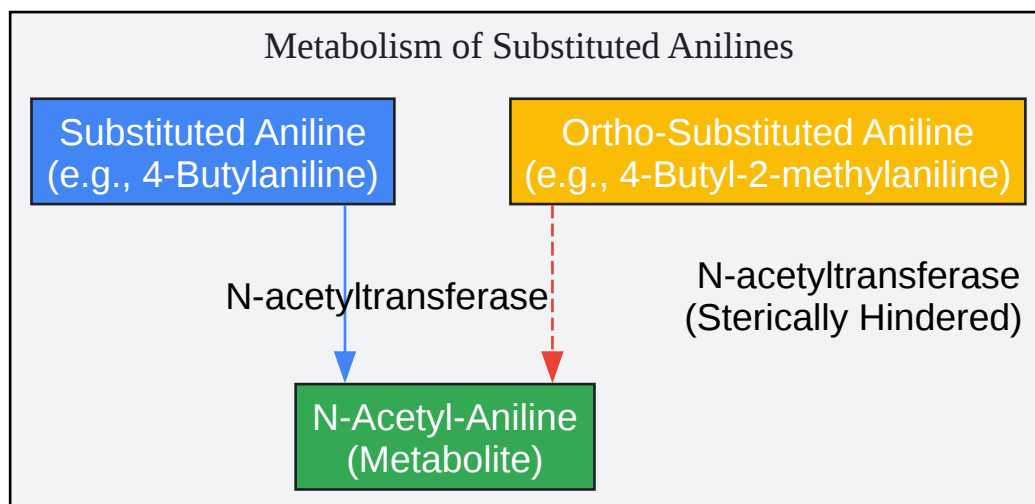 Metabolism of Substituted Anilines
Substituted Aniline
(e.g., 4-Butylaniline)
Ortho-Substituted Aniline
(e.g., 4-Butyl-2-methylaniline)
N-acetyltransferase
N-acetyltransferase
(Sterically Hindered)
N-Acetyl-Aniline
(Metabolite)